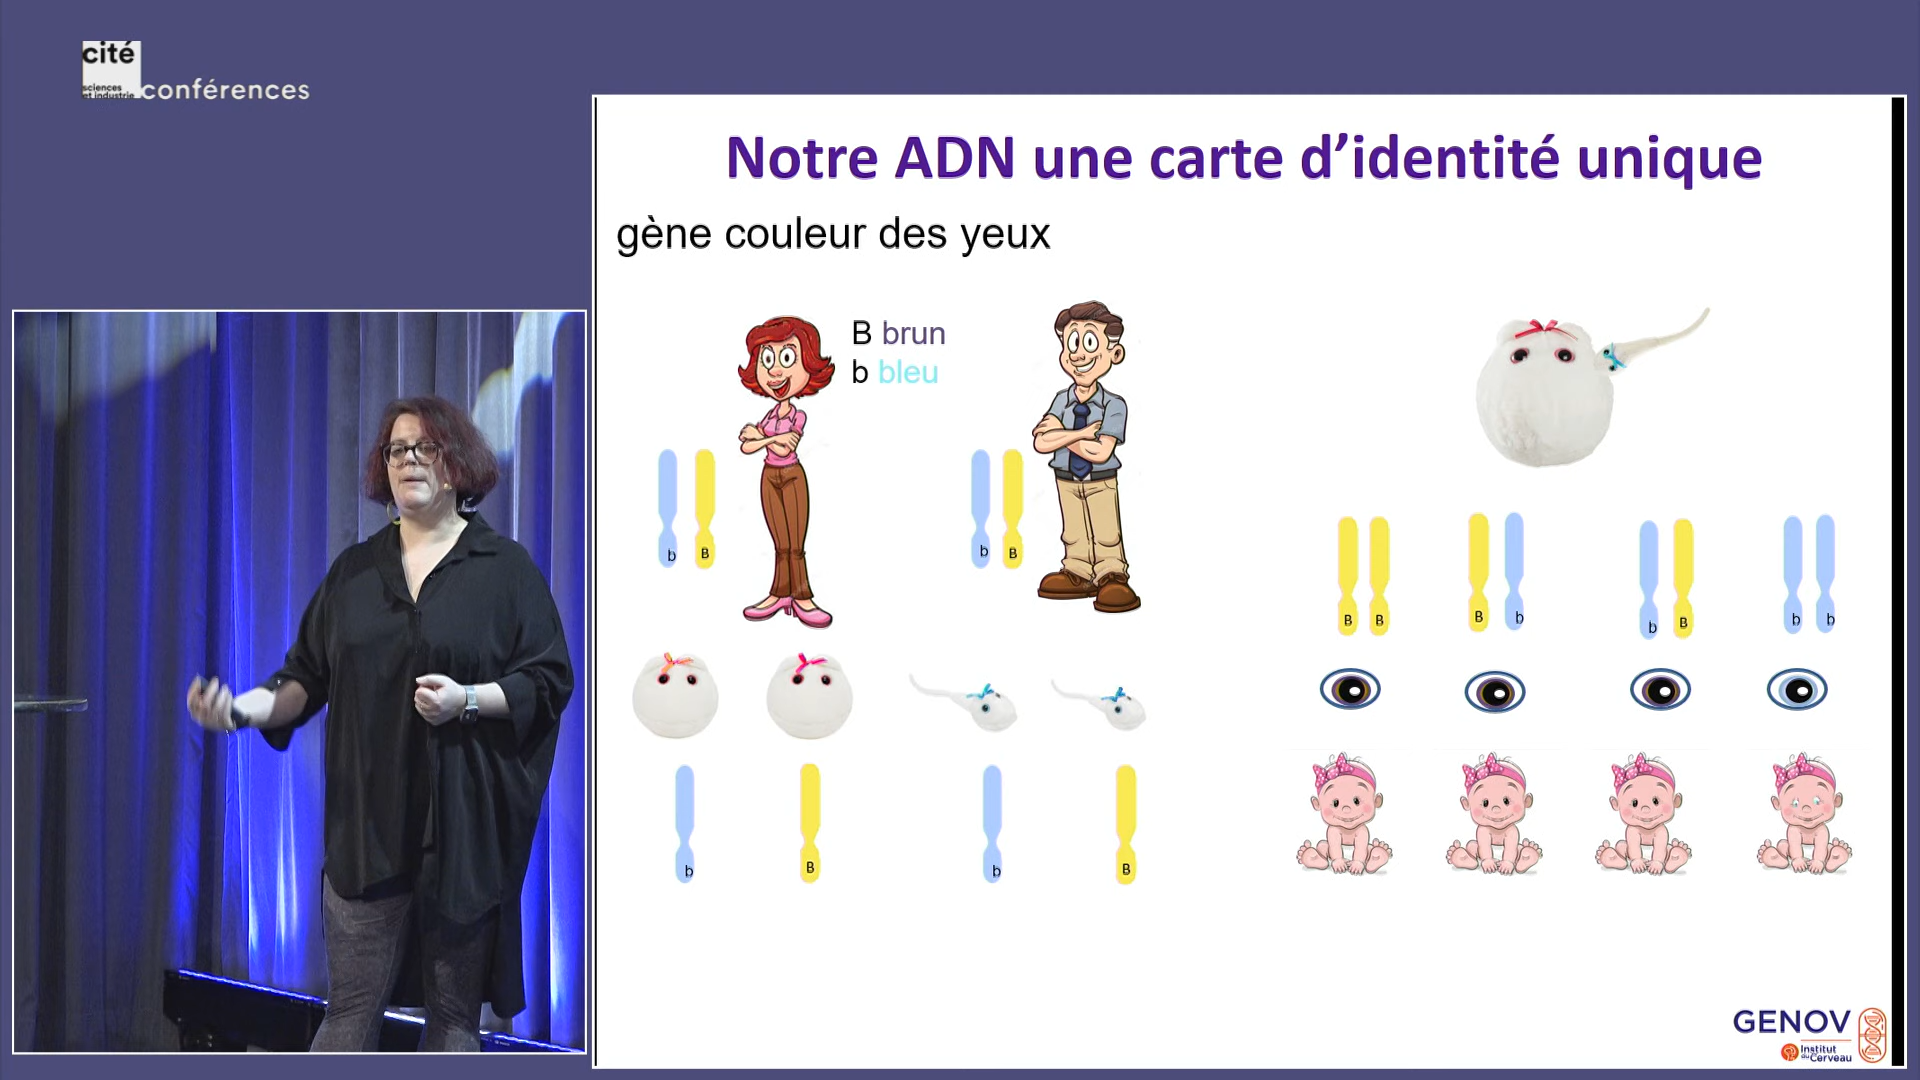 cité
sciences
et industrie
conférences
Notre ADN une carte d'identité unique
gène couleur des yeux
B brun
b bleu
b B
b B
B B
B b
b B
b b
b
B
b
B
GENOV
Institut
du Cerveau